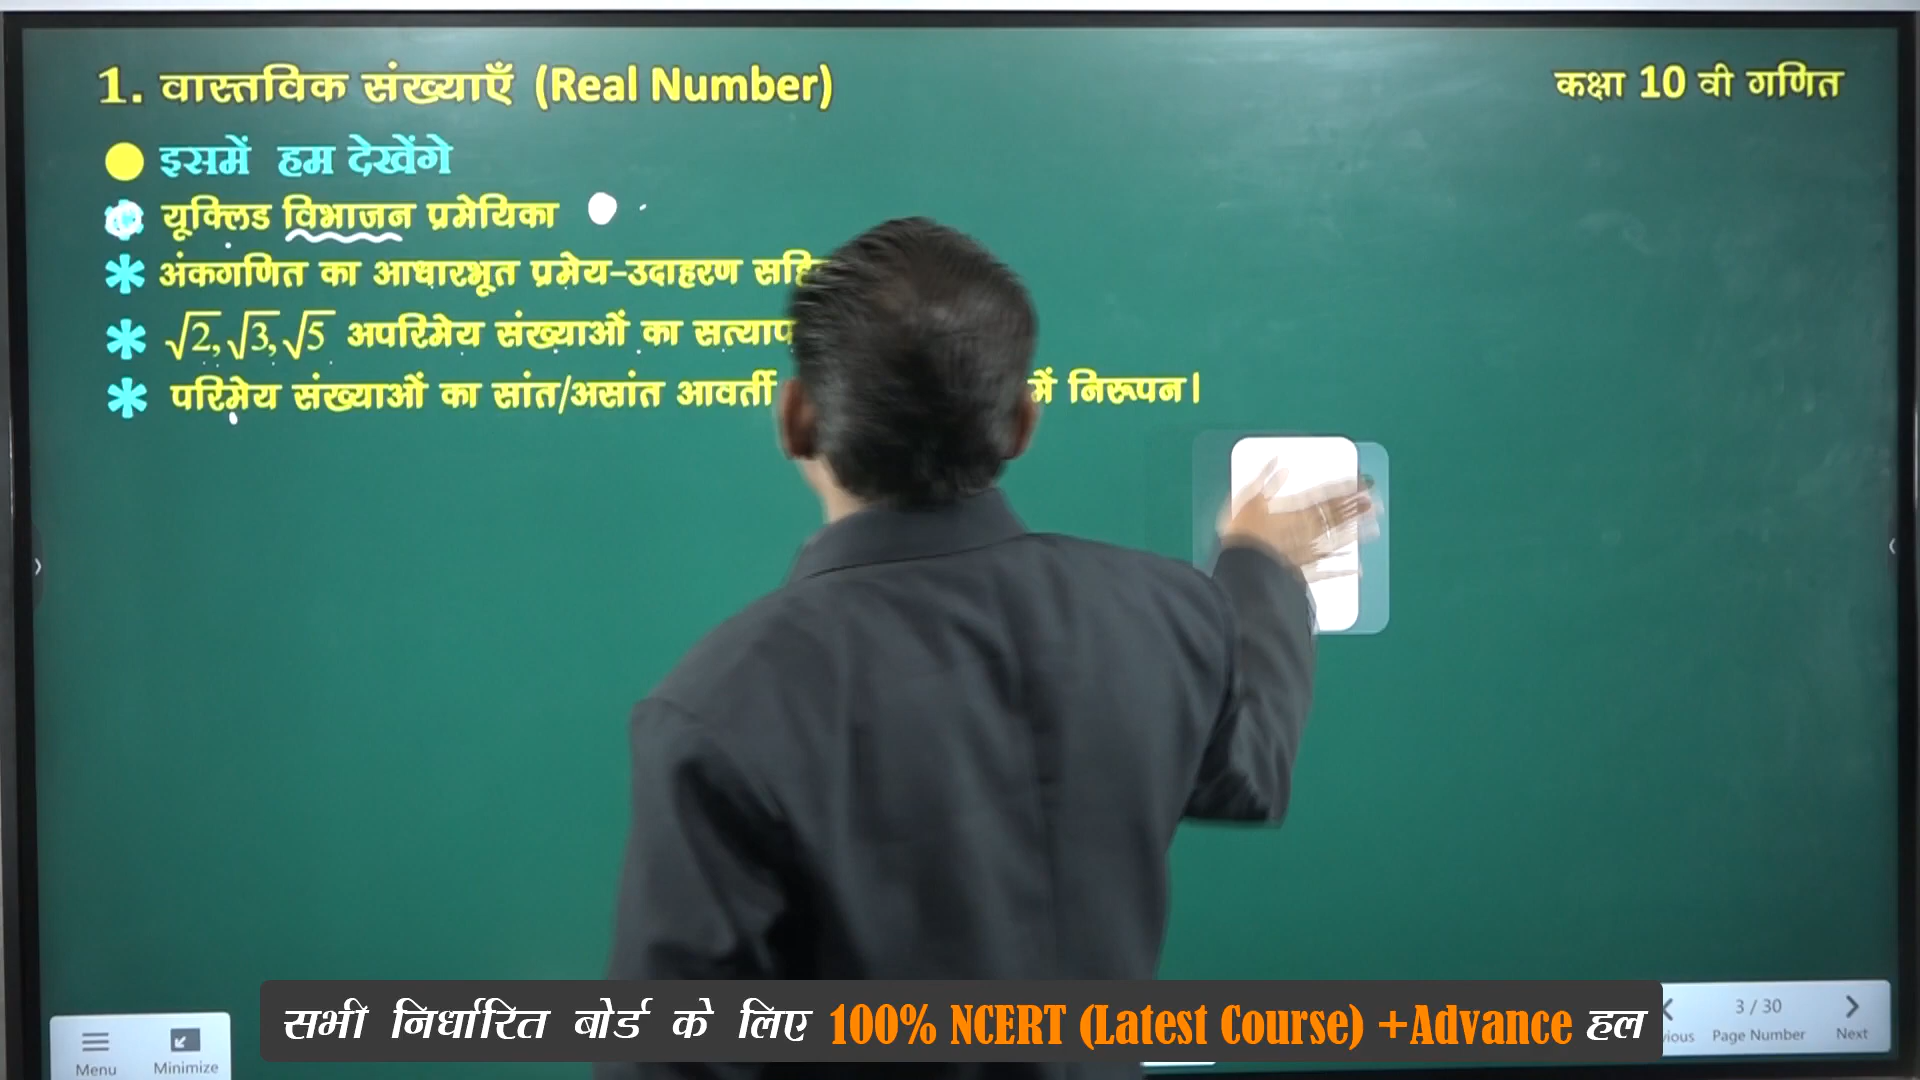 1. वास्तविक संख्याएँ (Real Number)
कक्षा 10 वी गणित
इसमें हम देखेंगे
यूक्लिड विभाजन प्रमेयिका
अंकगणित का आधारभूत प्रमेय-उदाहरण
√2, √3, √5 अपरिमेय संख्याओं का
परिमेय संख्याओं का सांत/असांत आवर्ती में निरूपन।
सभी निर्धारित बोर्ड के लिए 100% NCERT (Latest Course) +Advance हल
Menu
Minimize
3 / 30
Page Number
Next